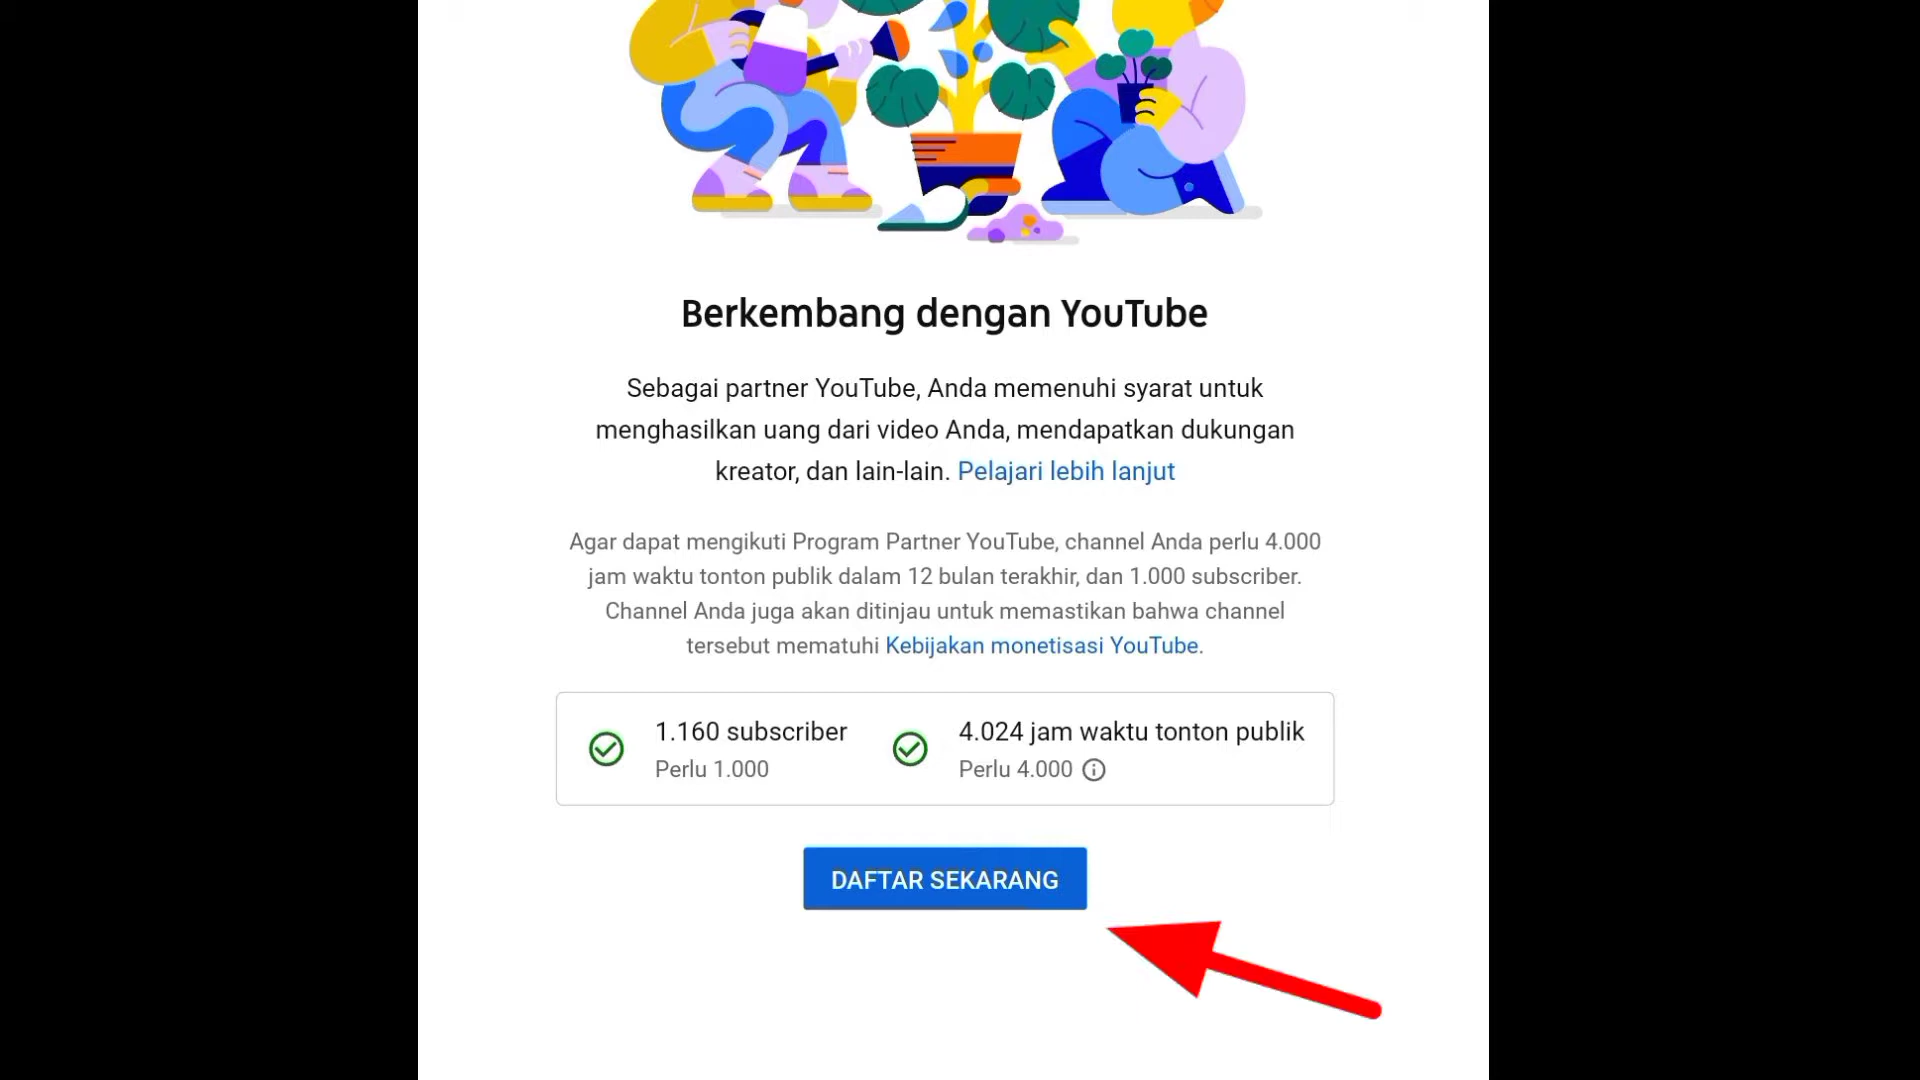 Berkembang dengan YouTube
Sebagai partner YouTube, Anda memenuhi syarat untuk
menghasilkan uang dari video Anda, mendapatkan dukungan
kreator, dan lain-lain. Pelajari lebih lanjut
Agar dapat mengikuti Program Partner YouTube, channel Anda perlu 4.000
jam waktu tonton publik dalam 12 bulan terakhir, dan 1.000 subscriber.
Channel Anda juga akan ditinjau untuk memastikan bahwa channel
tersebut mematuhi Kebijakan monetisasi YouTube.
1.160 subscriber
Perlu 1.000
4.024 jam waktu tonton publik
Perlu 4.000
DAFTAR SEKARANG